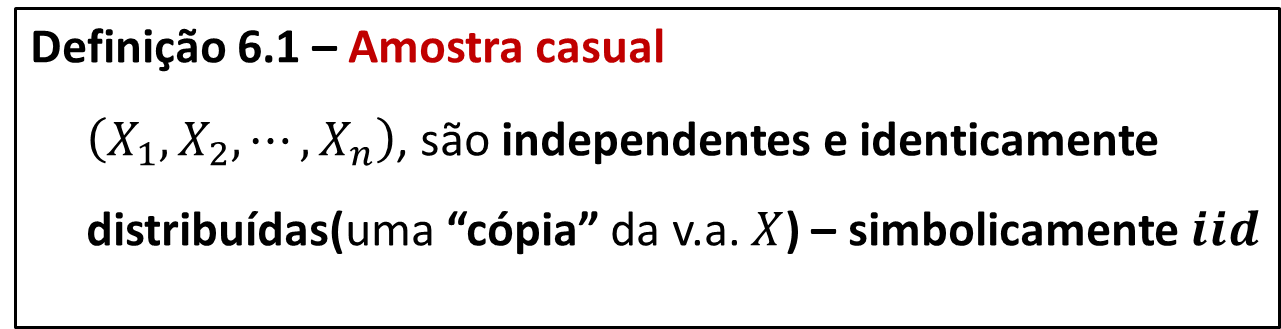 Definição 6.1 – Amostra casual
(X₁, X₂, ⋯, Xₙ), são independentes e identicamente
distribuídas(uma “cópia” da v.a. X) – simbolicamente iid